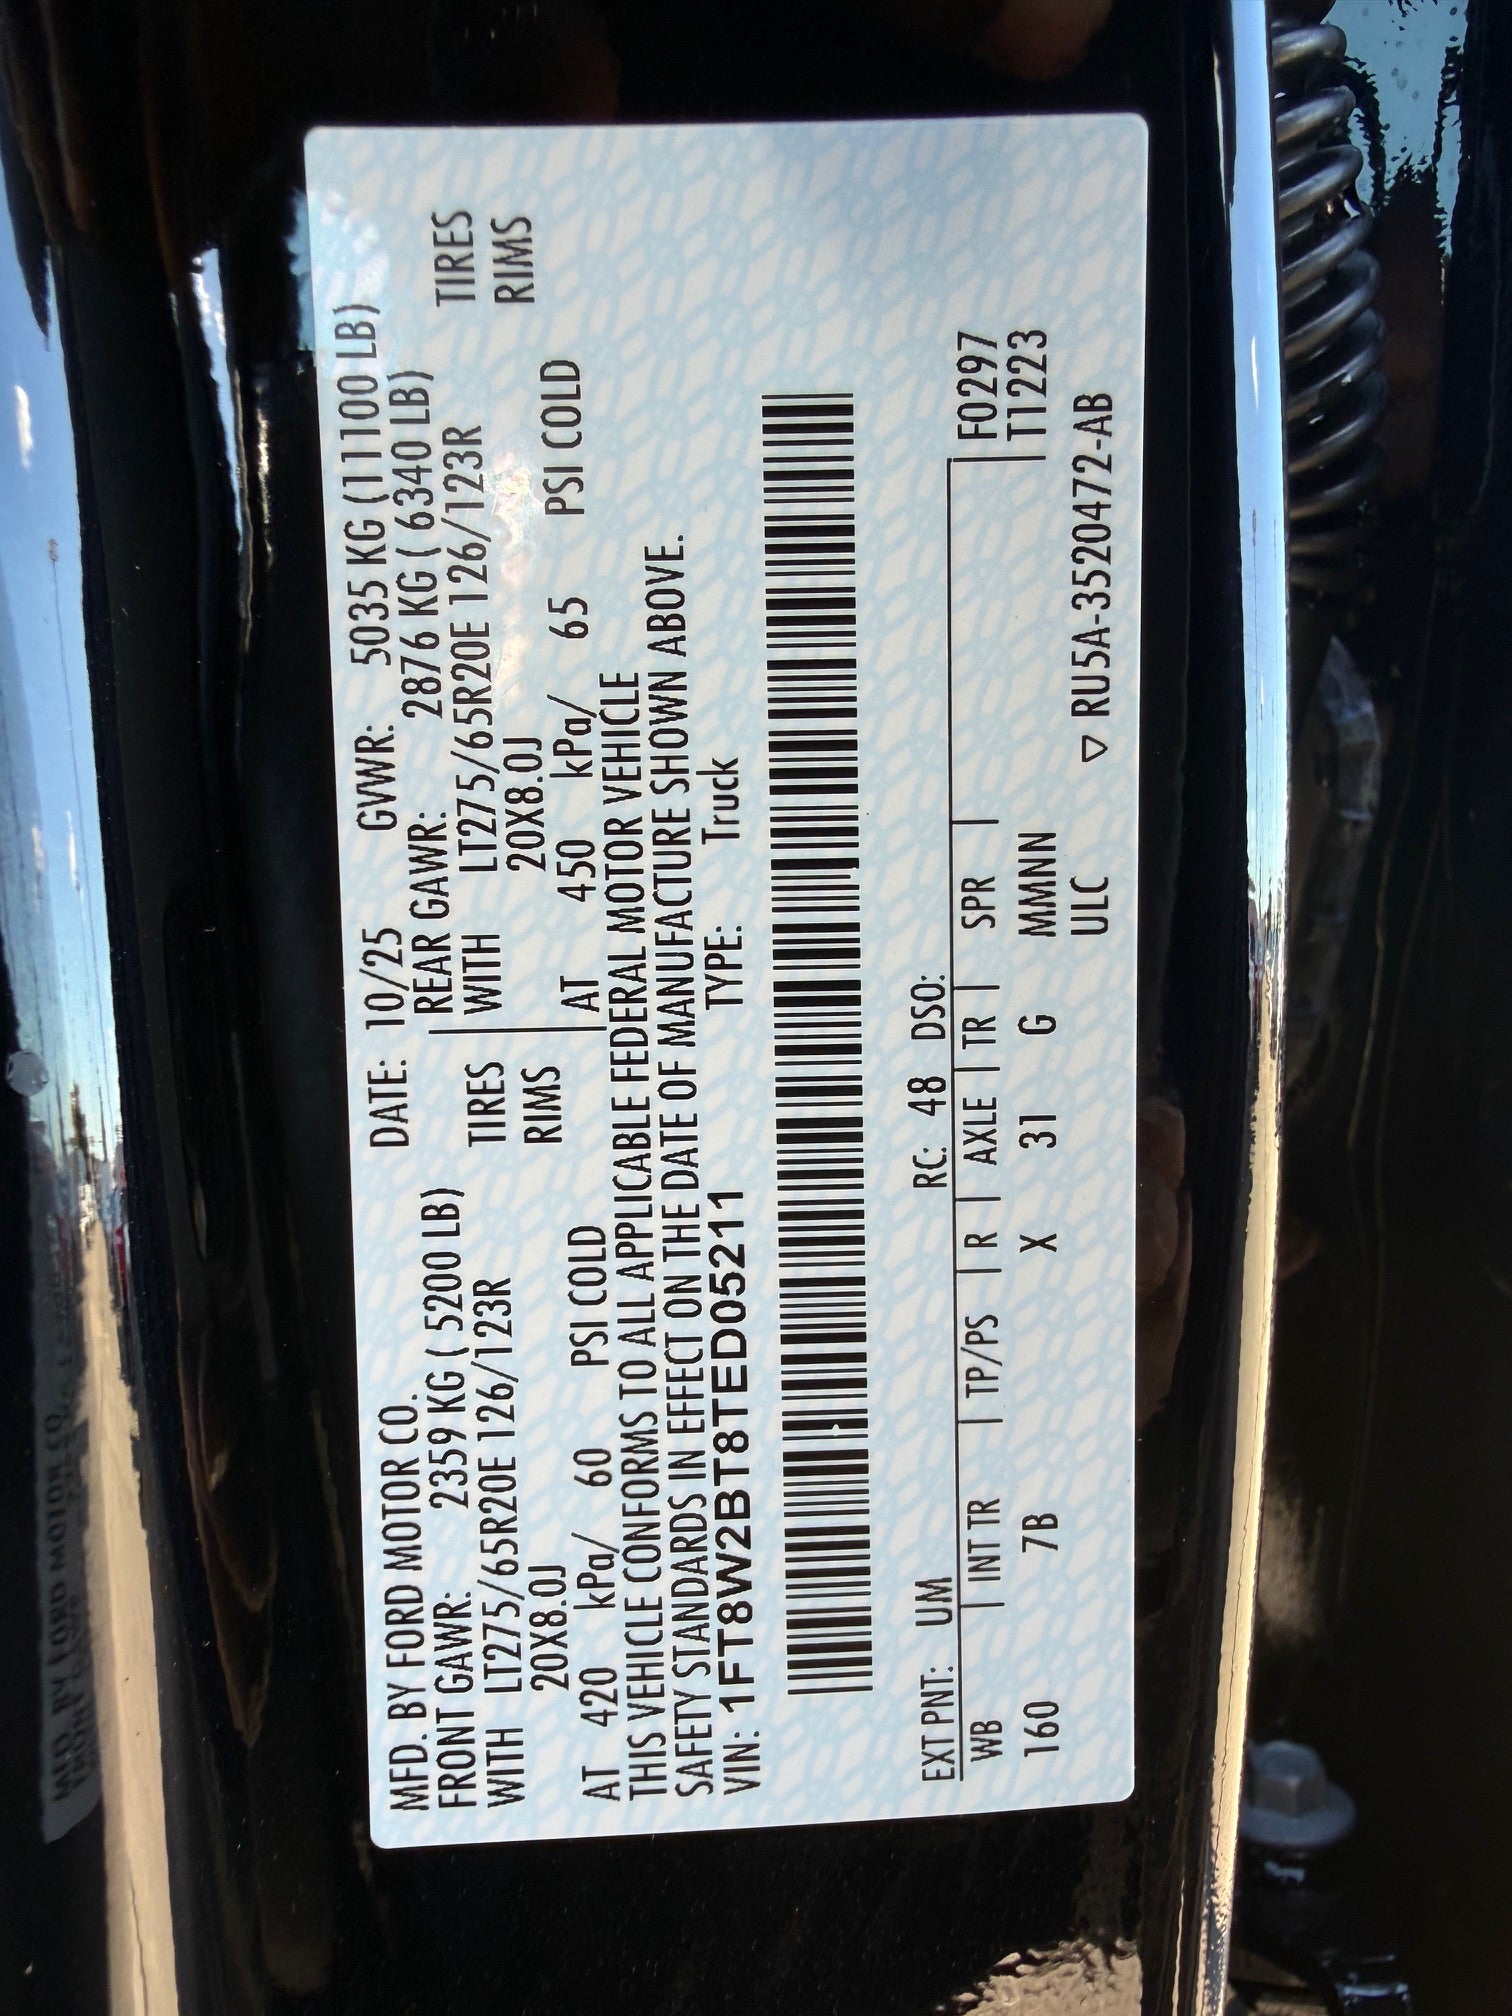 MFD. BY FORD MOTOR CO. DATE: 10/25 GVWR: 5035 KG (11100 LB)
FRONT GAWR: 2359 KG ( 5200 LB) REAR GAWR: 2876 KG ( 6340 LB)
WITH LT275/65R20E 126/123R TIRES WITH LT275/65R20E 126/123R TIRES
20X8.0J RIMS 20X8.0J RIMS
AT 420 kPa/ 60 PSI COLD AT 450 kPa/ 65 PSI COLD
THIS VEHICLE CONFORMS TO ALL APPLICABLE FEDERAL MOTOR VEHICLE
SAFETY STANDARDS IN EFFECT ON THE DATE OF MANUFACTURE SHOWN ABOVE.
VIN: 1FT8W2BT8TED05211 TYPE: Truck
EXT PNT: UM RC: 48 DSO:
WB | INT TR | TP/PS | R | AXLE | TR | SPR | F0297
160 7B X 31 G MMNN T1223
ULC ▽ RU5A-3520472-AB